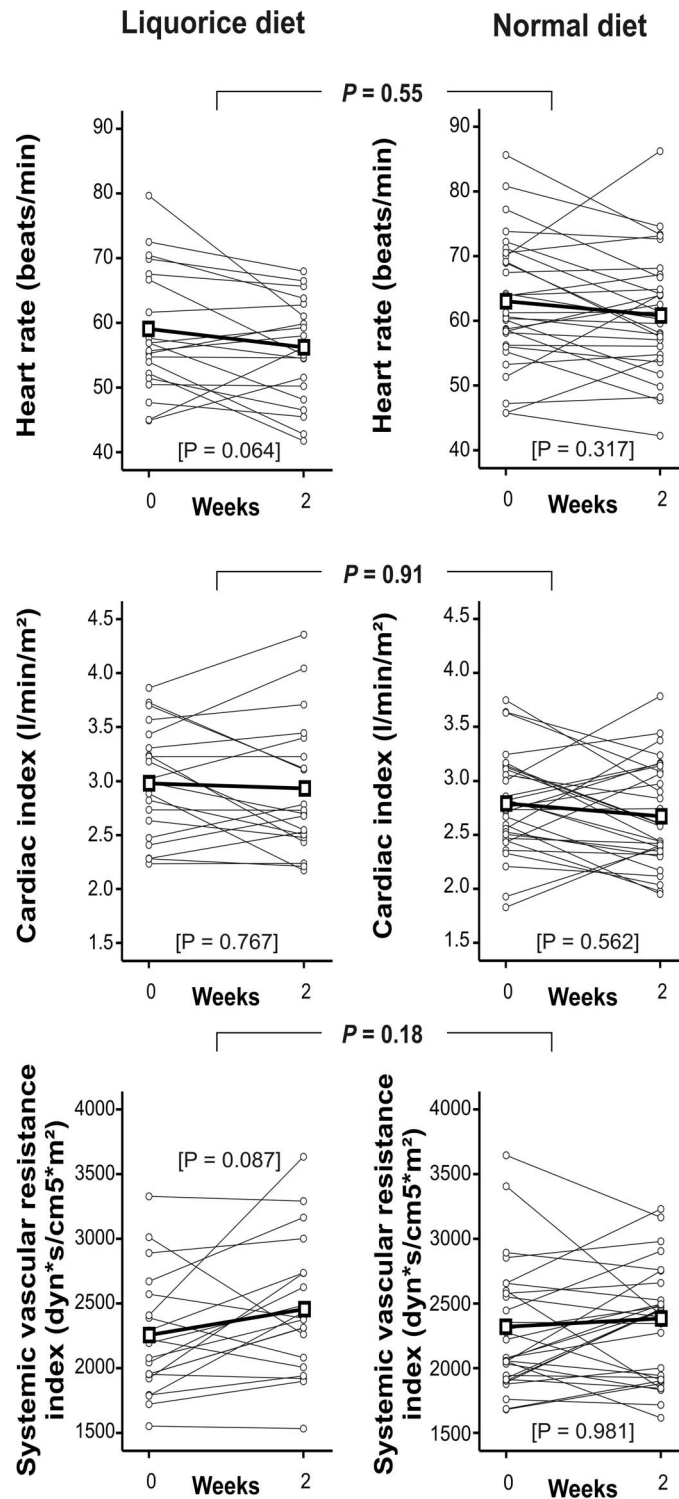 Liquorice diet
Normal diet
P = 0.55
Heart rate (beats/min)
90
80
70
60
50
40
[P = 0.064]
0
Weeks
2
Heart rate (beats/min)
90
80
70
60
50
40
[P = 0.317]
0
Weeks
2
P = 0.91
Cardiac index (l/min/m²)
4.5
4.0
3.5
3.0
2.5
2.0
1.5
[P = 0.767]
0
Weeks
2
Cardiac index (l/min/m²)
4.5
4.0
3.5
3.0
2.5
2.0
1.5
[P = 0.562]
0
Weeks
2
P = 0.18
Systemic vascular resistance
index (dyn*s/cm5*m²)
4000
3500
3000
2500
2000
1500
[P = 0.087]
0
Weeks
2
Systemic vascular resistance
index (dyn*s/cm5*m²)
4000
3500
3000
2500
2000
1500
[P = 0.981]
0
Weeks
2